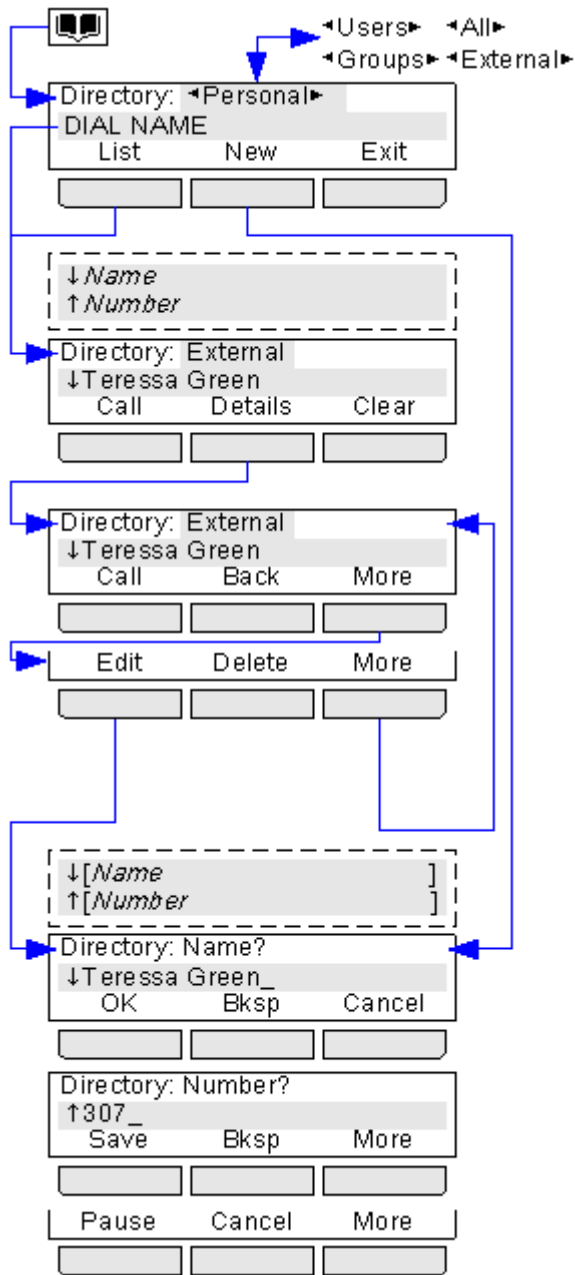 ◄Users► ◄All►
◄Groups► ◄External►
Directory: ◄Personal►
DIAL NAME
List New Exit
↓Name
↑Number
Directory: External
↓Teressa Green
Call Details Clear
Directory: External
↓Teressa Green
Call Back More
Edit Delete More
↓[Name ]
↑[Number ]
Directory: Name?
↓Teressa Green_
OK Bksp Cancel
Directory: Number?
↑307_
Save Bksp More
Pause Cancel More